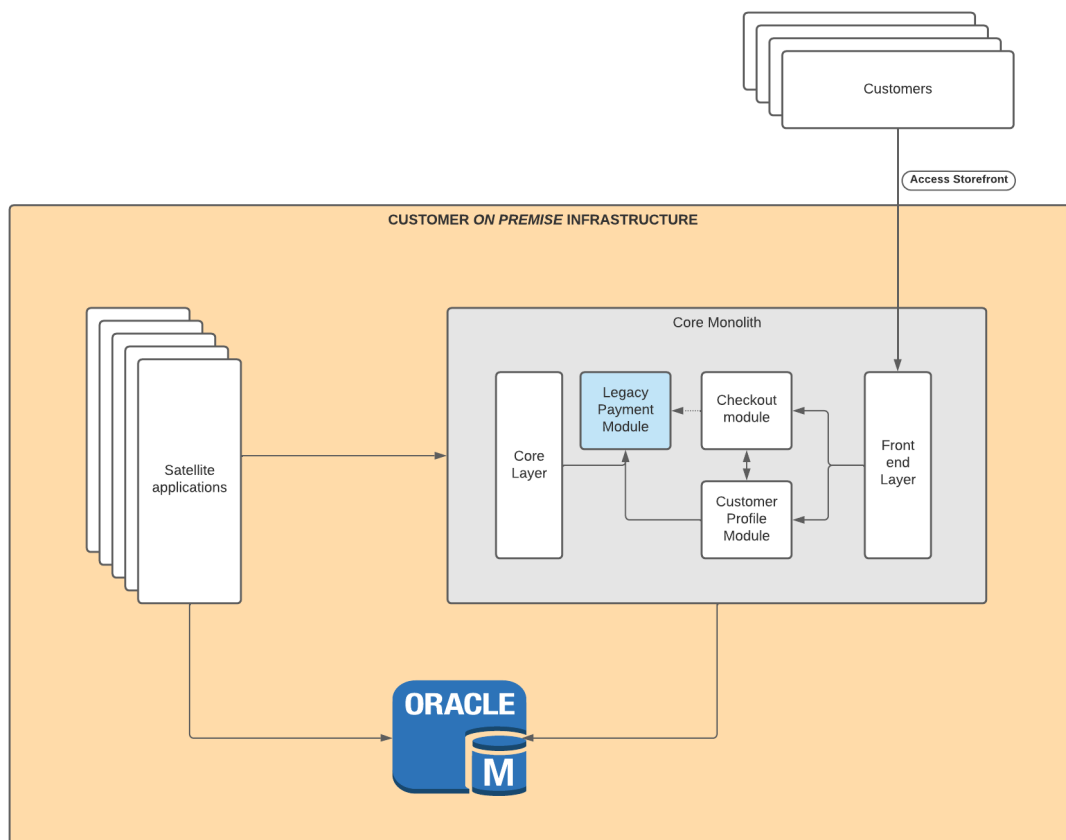 Customers
Access Storefront
CUSTOMER ON PREMISE INFRASTRUCTURE
Core Monolith
Legacy
Payment
Module
Checkout
module
Core
Layer
Front
end
Layer
Satellite
applications
Customer
Profile
Module
ORACLE
M